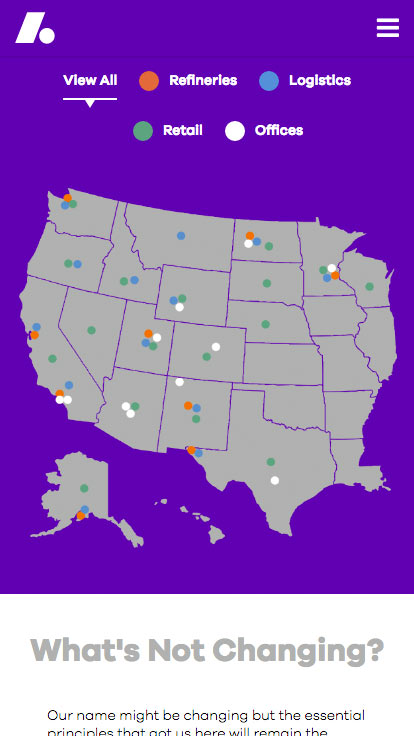 View All Refineries Logistics
Retail Offices
What's Not Changing?
Our name might be changing but the essential
principles that got us here will remain the